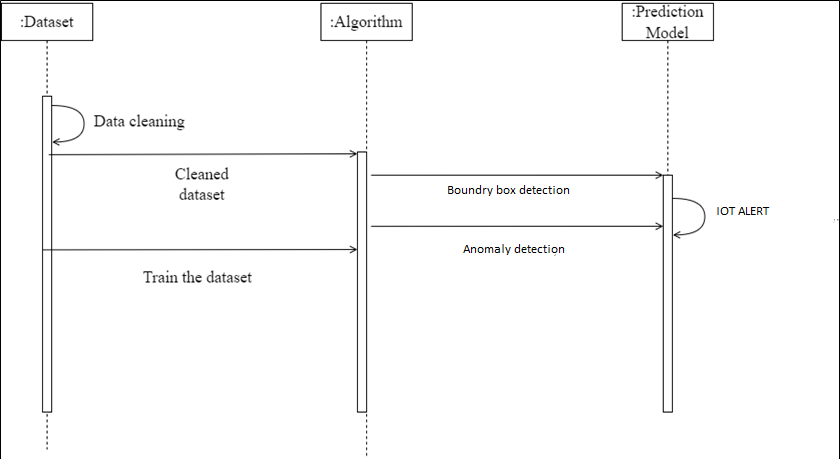 :Dataset
:Algorithm
:Prediction
Model
Data cleaning
Cleaned
dataset
Boundry box detection
IOT ALERT
Anomaly detection
Train the dataset